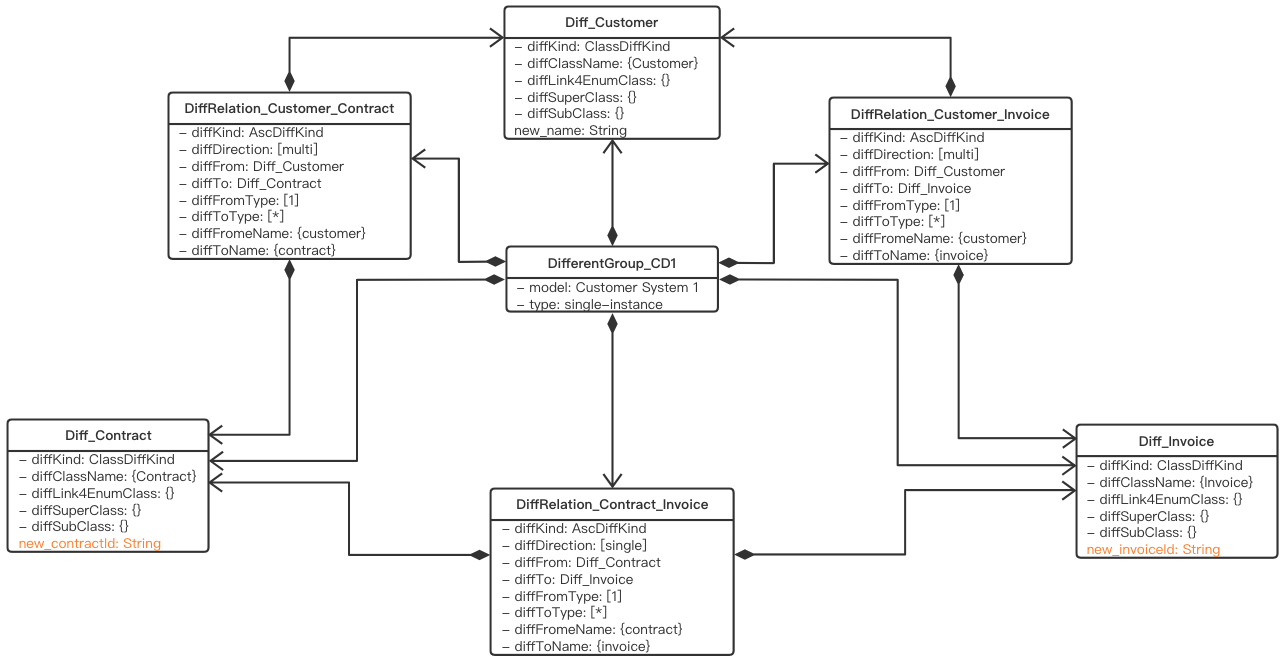 Diff_Customer
- diffKind: ClassDiffKind
- diffClassName: {Customer}
- diffLink4EnumClass: {}
- diffSuperClass: {}
- diffSubClass: {}
new_name: String
DiffRelation_Customer_Contract
- diffKind: AscDiffKind
- diffDirection: [multi]
- diffFrom: Diff_Customer
- diffTo: Diff_Contract
- diffFromType: [1]
- diffToType: [*]
- diffFromeName: {customer}
- diffToName: {contract}
DiffRelation_Customer_Invoice
- diffKind: AscDiffKind
- diffDirection: [multi]
- diffFrom: Diff_Customer
- diffTo: Diff_Invoice
- diffFromType: [1]
- diffToType: [*]
- diffFromeName: {customer}
- diffToName: {invoice}
DifferentGroup_CD1
- model: Customer System 1
- type: single-instance
Diff_Contract
- diffKind: ClassDiffKind
- diffClassName: {Contract}
- diffLink4EnumClass: {}
- diffSuperClass: {}
- diffSubClass: {}
new_contractId: String
Diff_Invoice
- diffKind: ClassDiffKind
- diffClassName: {Invoice}
- diffLink4EnumClass: {}
- diffSuperClass: {}
- diffSubClass: {}
new_invoiceId: String
DiffRelation_Contract_Invoice
- diffKind: AscDiffKind
- diffDirection: [single]
- diffFrom: Diff_Contract
- diffTo: Diff_Invoice
- diffFromType: [1]
- diffToType: [*]
- diffFromeName: {contract}
- diffToName: {invoice}